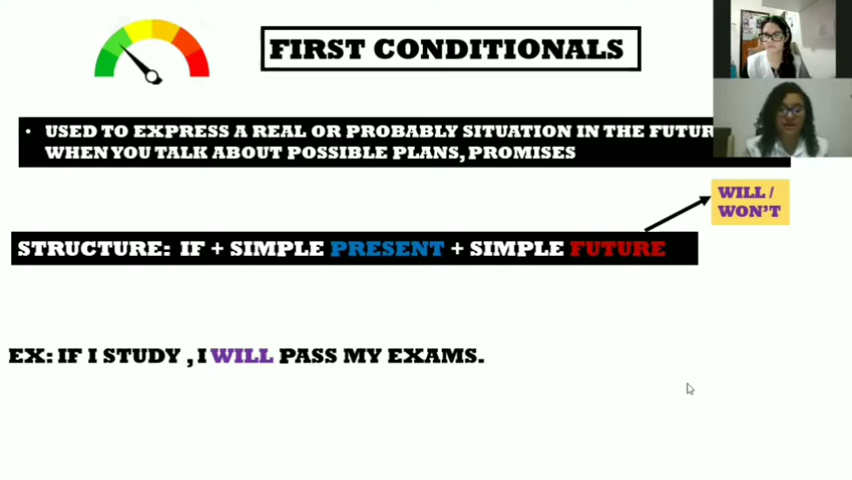 FIRST CONDITIONALS
• USED TO EXPRESS A REAL OR PROBABLY SITUATION IN THE FUTUR
WHEN YOU TALK ABOUT POSSIBLE PLANS, PROMISES
WILL /
WON'T
STRUCTURE: IF + SIMPLE PRESENT + SIMPLE FUTURE
EX: IF I STUDY , I WILL PASS MY EXAMS.